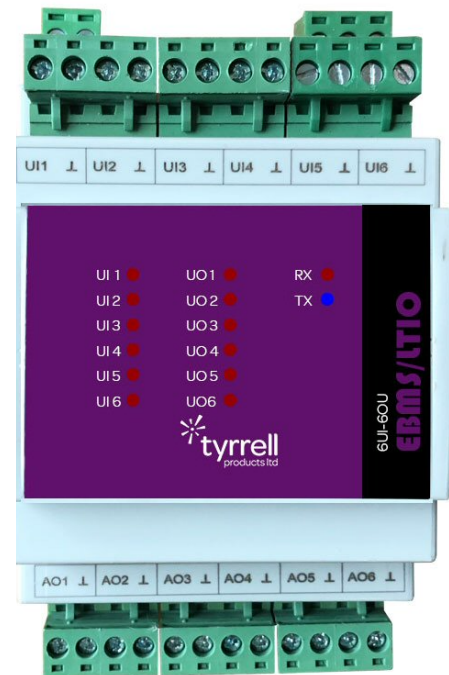 UI1 ⊥ UI2 ⊥ UI3 ⊥ UI4 ⊥ UI5 ⊥ UI6 ⊥
UI 1 UO 1 RX
UI 2 UO 2 TX
UI 3 UO 3
UI 4 UO 4
UI 5 UO 5
UI 6 UO6
tyrrell
products ltd
6UI-6OU
EBMS/LTIO
AO1 ⊥ AO2 ⊥ AO3 ⊥ AO4 ⊥ AO5 ⊥ AO6 ⊥